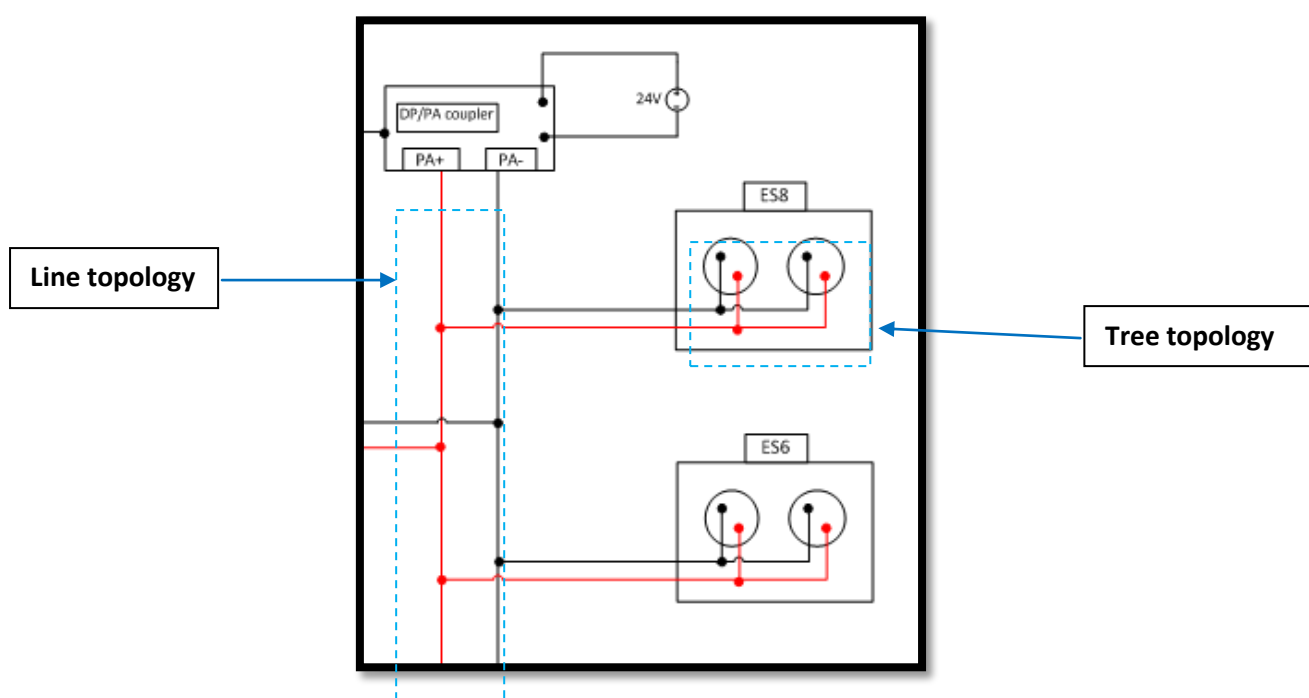 24V
DP/PA coupler
PA+ PA-
ES8
Line topology
Tree topology
ES6